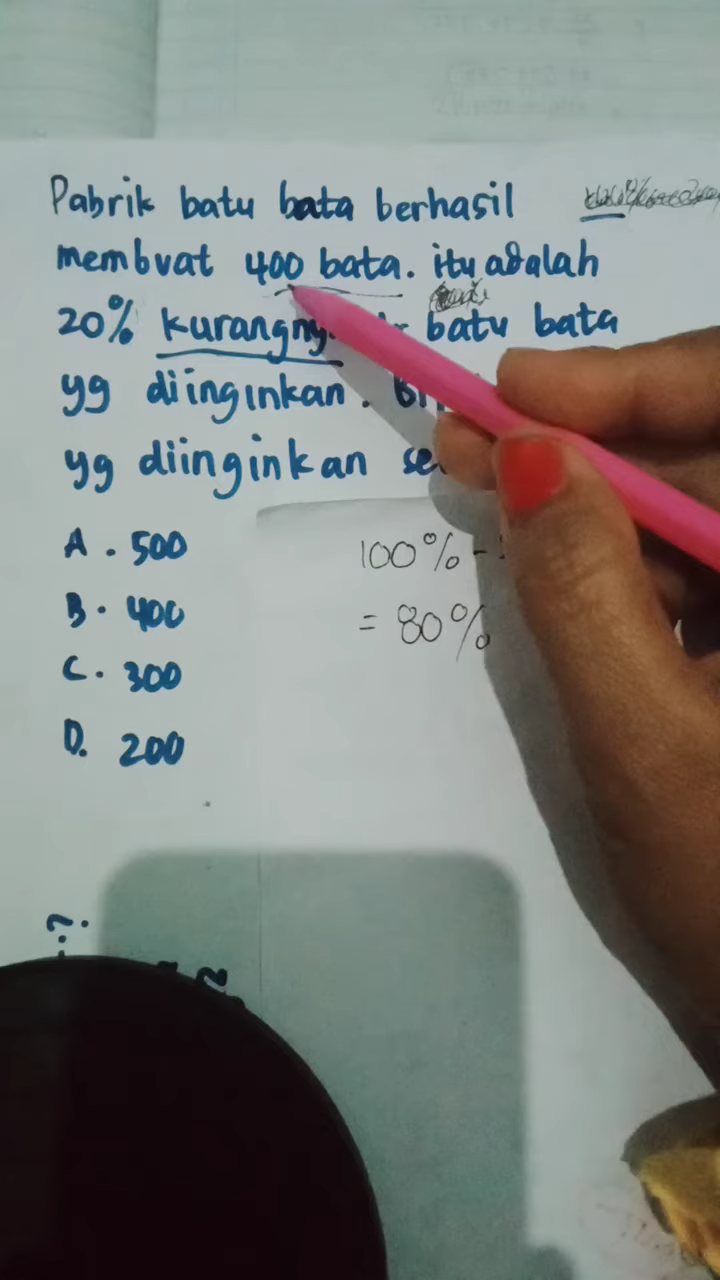 Pabrik batu bata berhasil
membuat 400 bata. itu adalah
20% kurangnya batu bata
yg diinginkan.
yg diinginkan
A. 500
B. 400
C. 300
D. 200
100% -
= 80%